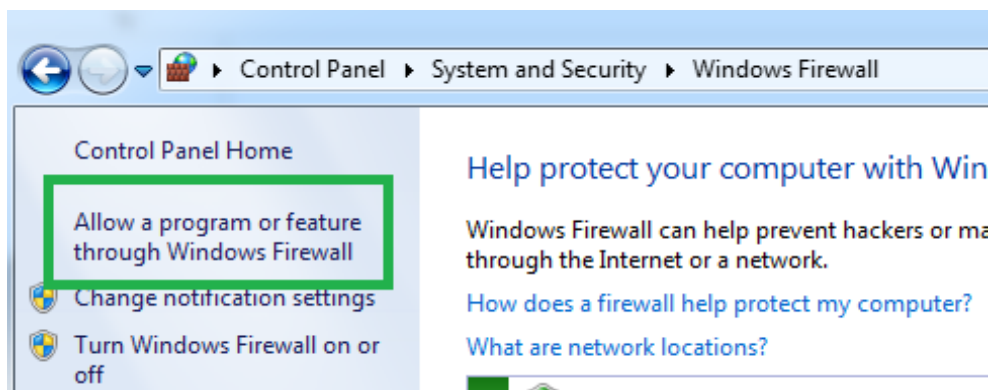 Control Panel ▸ System and Security ▸ Windows Firewall
Control Panel Home
Allow a program or feature
through Windows Firewall
Change notification settings
Turn Windows Firewall on or
off
Help protect your computer with Win
Windows Firewall can help prevent hackers or ma
through the Internet or a network.
How does a firewall help protect my computer?
What are network locations?